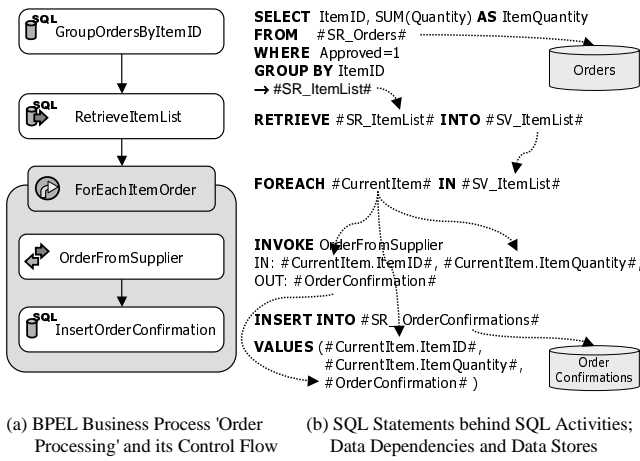 SQL
GroupOrdersByItemID
SQL
RetrieveItemList
ForEachItemOrder
OrderFromSupplier
SQL
InsertOrderConfirmation
SELECT ItemID, SUM(Quantity) AS ItemQuantity
FROM #SR_Orders#
WHERE Approved=1
GROUP BY ItemID
→ #SR_ItemList#
Orders
RETRIEVE #SR_ItemList# INTO #SV_ItemList#
FOREACH #CurrentItem# IN #SV_ItemList#
INVOKE OrderFromSupplier
IN: #CurrentItem.ItemID#, #CurrentItem.ItemQuantity#,
OUT: #OrderConfirmation#
INSERT INTO #SR_OrderConfirmations#
VALUES (#CurrentItem.ItemID#,
#CurrentItem.ItemQuantity#,
#OrderConfirmation# )
Order
Confirmations
(a) BPEL Business Process 'Order
Processing' and its Control Flow
(b) SQL Statements behind SQL Activities;
Data Dependencies and Data Stores